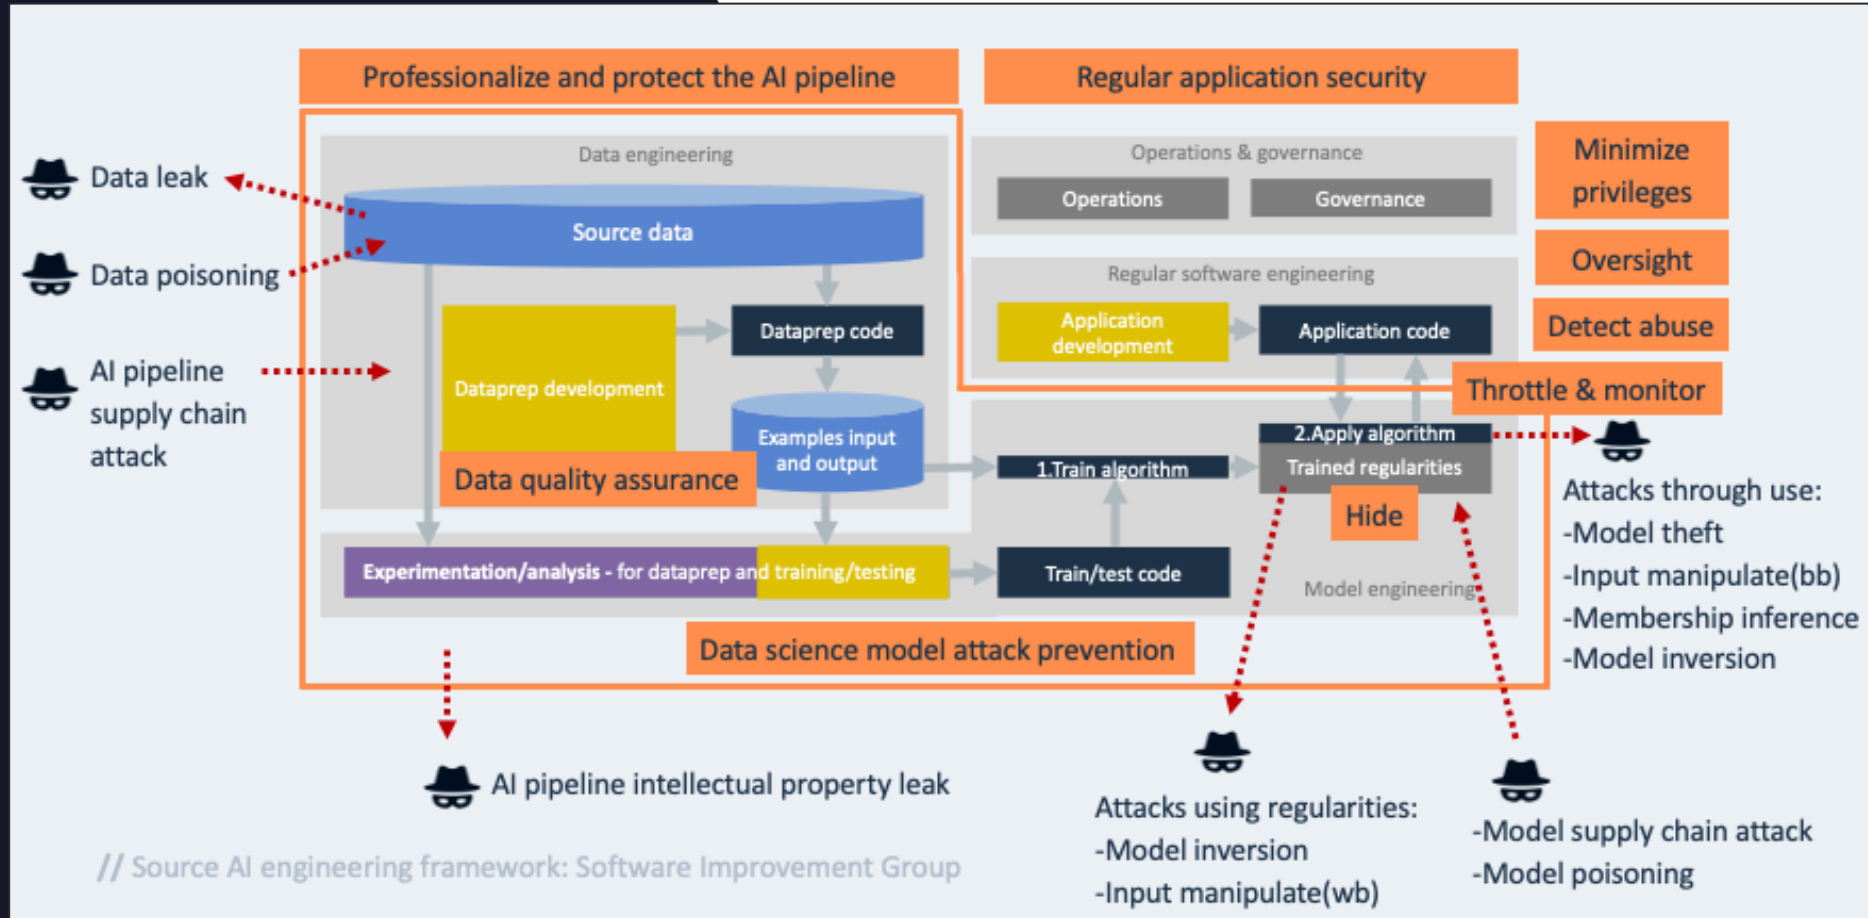 Professionalize and protect the AI pipeline
Regular application security
Data engineering
Operations & governance
Minimize
privileges
Data leak
Operations
Governance
Source data
Oversight
Data poisoning
Regular software engineering
Dataprep code
Application
development
Application code
Detect abuse
AI pipeline
supply chain
attack
Dataprep development
Throttle & monitor
Examples input
and output
2.Apply algorithm
Data quality assurance
1.Train algorithm
Trained regularities
Hide
Attacks through use:
-Model theft
-Input manipulate(bb)
-Membership inference
-Model inversion
Experimentation/analysis - for dataprep and training/testing
Train/test code
Model engineering
Data science model attack prevention
AI pipeline intellectual property leak
Attacks using regularities:
-Model inversion
-Input manipulate(wb)
-Model supply chain attack
-Model poisoning
// Source AI engineering framework: Software Improvement Group